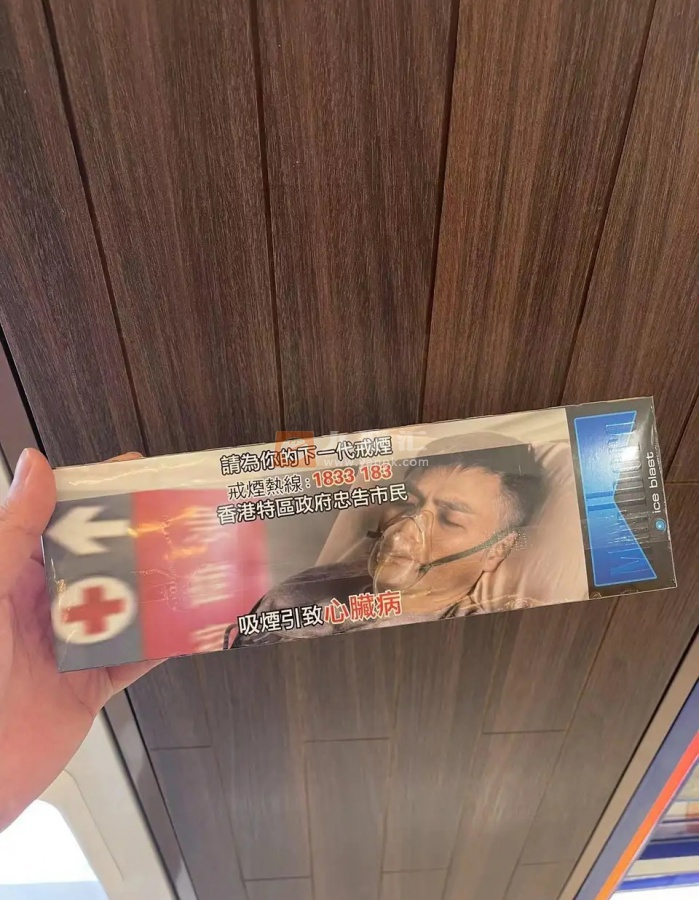 請為你的下一代戒煙
戒煙熱線：1833 183
香港特區政府忠告市民
吸煙引致心臟病
ice blast